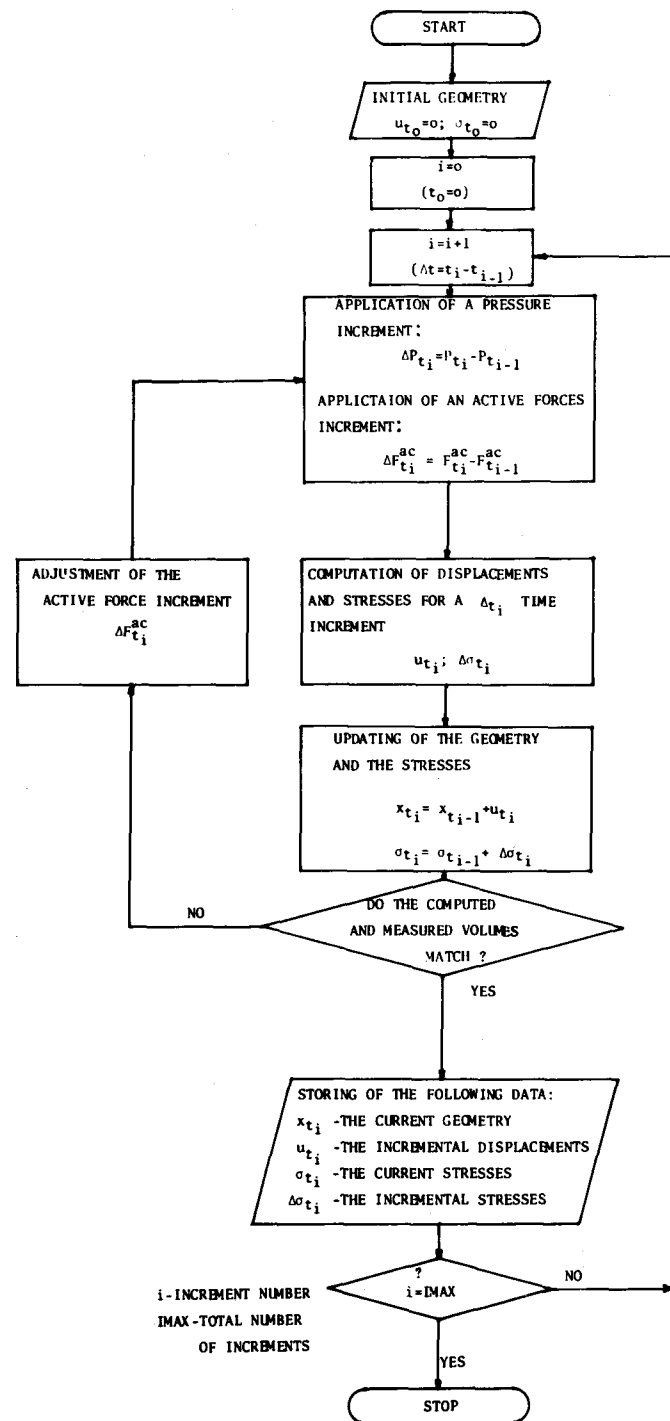 START
INITIAL GEOMETRY
u_{t_0}=o; σ_{t_0}=o
i=o
(t_0=o)
i=i+1
(Δt=t_i-t_{i-1})
APPLICATION OF A PRESSURE
INCREMENT:
ΔP_{t_i}=P_{t_i}-P_{t_{i-1}}
APPLICTAION OF AN ACTIVE FORCES
INCREMENT:
ΔF^{ac}_{t_i} = F^{ac}_{t_i}-F^{ac}_{t_{i-1}}
ADJUSTMENT OF THE
ACTIVE FORCE INCREMENT
ΔF^{ac}_{t_i}
COMPUTATION OF DISPLACEMENTS
AND STRESSES FOR A Δ_{t_i} TIME
INCREMENT
u_{t_i}; Δσ_{t_i}
UPDATING OF THE GEOMETRY
AND THE STRESSES
x_{t_i}= x_{t_{i-1}}+u_{t_i}
σ_{t_i}= σ_{t_{i-1}}+ Δσ_{t_i}
DO THE COMPUTED
AND MEASURED VOLUMES
MATCH ?
NO
YES
STORING OF THE FOLLOWING DATA:
x_{t_i} -THE CURRENT GEOMETRY
u_{t_i} -THE INCREMENTAL DISPLACEMENTS
σ_{t_i} -THE CURRENT STRESSES
Δσ_{t_i} -THE INCREMENTAL STRESSES
?
i=IMAX
NO
i-INCREMENT NUMBER
IMAX-TOTAL NUMBER
OF INCREMENTS
YES
STOP